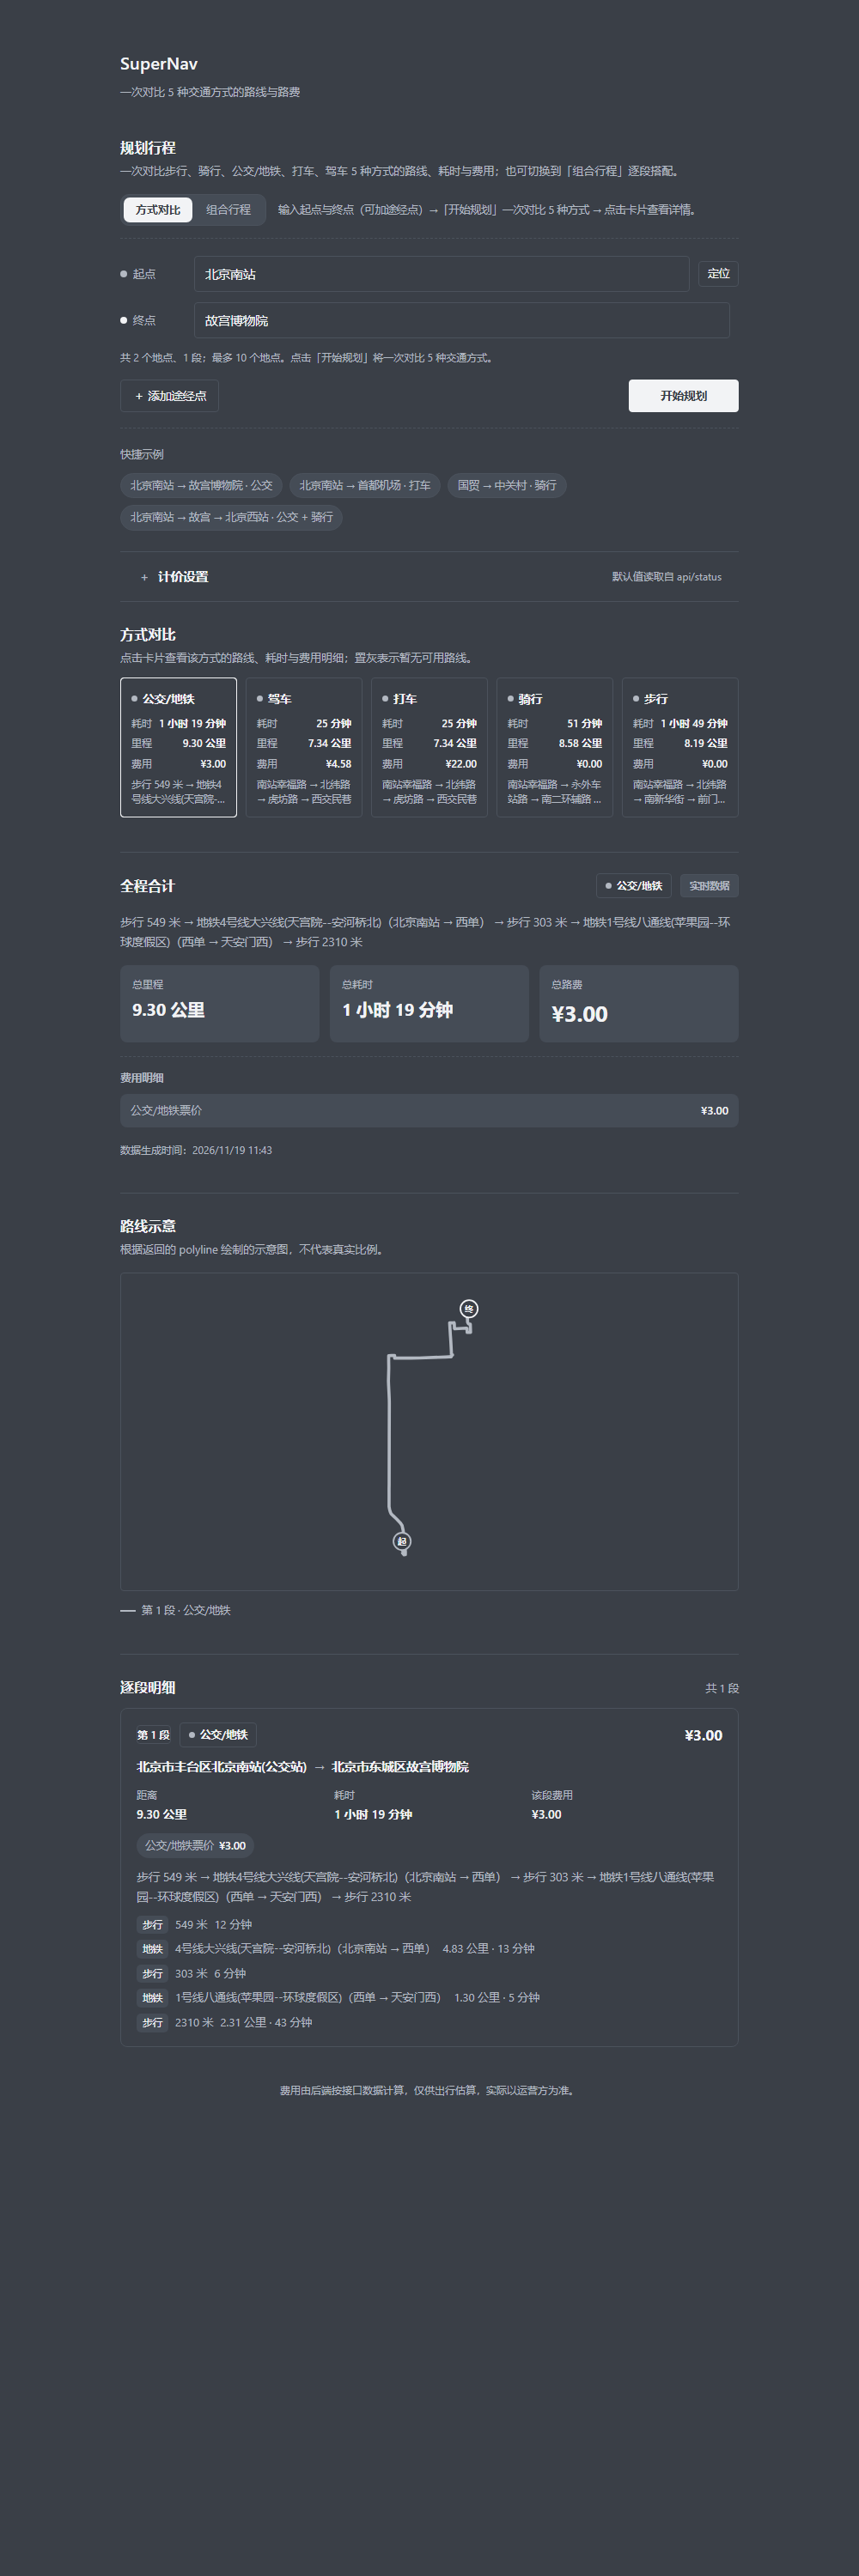 SuperNav
一次对比 5 种交通方式的路线与路费
规划行程
一次对比步行、骑行、公交/地铁、打车、驾车 5 种方式的路线、耗时与费用；也可切换到「组合行程」逐段搭配。
方式对比 组合行程 输入起点与终点（可加途经点）→「开始规划」一次对比 5 种方式 → 点击卡片查看详情。
起点 北京南站 定位
终点 故宫博物院
共 2 个地点、1 段；最多 10 个地点。点击「开始规划」将一次对比 5 种交通方式。
+ 添加途经点 开始规划
快捷示例
北京南站 → 故宫博物院 · 公交 北京南站 → 首都机场 · 打车 国贸 → 中关村 · 骑行
北京南站 → 故宫 → 北京西站 · 公交 + 骑行
+ 计价设置 默认值读取自 api/status
方式对比
点击卡片查看该方式的路线、耗时与费用明细；置灰表示暂无可用路线。
公交/地铁 驾车 打车 骑行 步行
耗时 1 小时 19 分钟 耗时 25 分钟 耗时 25 分钟 耗时 51 分钟 耗时 1 小时 49 分钟
里程 9.30 公里 里程 7.34 公里 里程 7.34 公里 里程 8.58 公里 里程 8.19 公里
费用 ¥3.00 费用 ¥4.58 费用 ¥22.00 费用 ¥0.00 费用 ¥0.00
步行 549 米 → 地铁4 南站幸福路 → 北纬路 南站幸福路 → 北纬路 南站幸福路 → 永外车 南站幸福路 → 北纬路
号线大兴线(天宫院-... → 虎坊路 → 西交民巷 → 虎坊路 → 西交民巷 站路 → 南二环辅路 ... → 南新华街 → 前门...
全程合计 公交/地铁 实时数据
步行 549 米 → 地铁4号线大兴线(天宫院--安河桥北)（北京南站 → 西单） → 步行 303 米 → 地铁1号线八通线(苹果园--环
球度假区)（西单 → 天安门西） → 步行 2310 米
总里程 总耗时 总路费
9.30 公里 1 小时 19 分钟 ¥3.00
费用明细
公交/地铁票价 ¥3.00
数据生成时间：2026/11/19 11:43
路线示意
根据返回的 polyline 绘制的示意图，不代表真实比例。
终
起
第 1 段 · 公交/地铁
逐段明细 共 1 段
第 1 段 公交/地铁 ¥3.00
北京市丰台区北京南站(公交站) → 北京市东城区故宫博物院
距离 耗时 该段费用
9.30 公里 1 小时 19 分钟 ¥3.00
公交/地铁票价 ¥3.00
步行 549 米 → 地铁4号线大兴线(天宫院--安河桥北)（北京南站 → 西单） → 步行 303 米 → 地铁1号线八通线(苹果
园--环球度假区)（西单 → 天安门西） → 步行 2310 米
步行 549 米 12 分钟
地铁 4号线大兴线(天宫院--安河桥北)（北京南站 → 西单） 4.83 公里 · 13 分钟
步行 303 米 6 分钟
地铁 1号线八通线(苹果园--环球度假区)（西单 → 天安门西） 1.30 公里 · 5 分钟
步行 2310 米 2.31 公里 · 43 分钟
费用由后端按接口数据计算，仅供出行估算，实际以运营方为准。